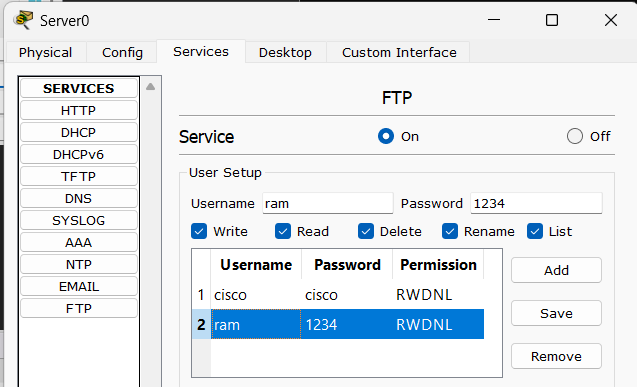 Server0
Physical Config Services Desktop Custom Interface
SERVICES
HTTP
DHCP
DHCPv6
TFTP
DNS
SYSLOG
AAA
NTP
EMAIL
FTP
FTP
Service On Off
User Setup
Username ram Password 1234
Write Read Delete Rename List
Username Password Permission
1 cisco cisco RWDNL
2 ram 1234 RWDNL
Add
Save
Remove